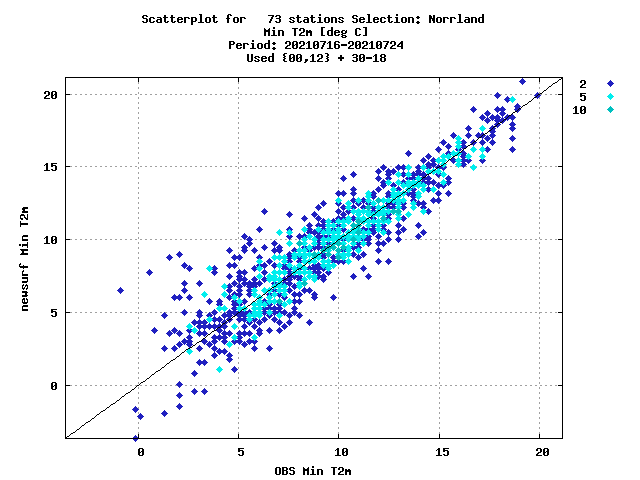 Scatterplot for   73 stations Selection: Norrland
Min T2m [deg C]
Period: 20210716-20210724
Used {00,12} + 30-18
2
5
10
20
15
10
5
0
newsurf Min T2m
0 5 10 15 20
OBS Min T2m